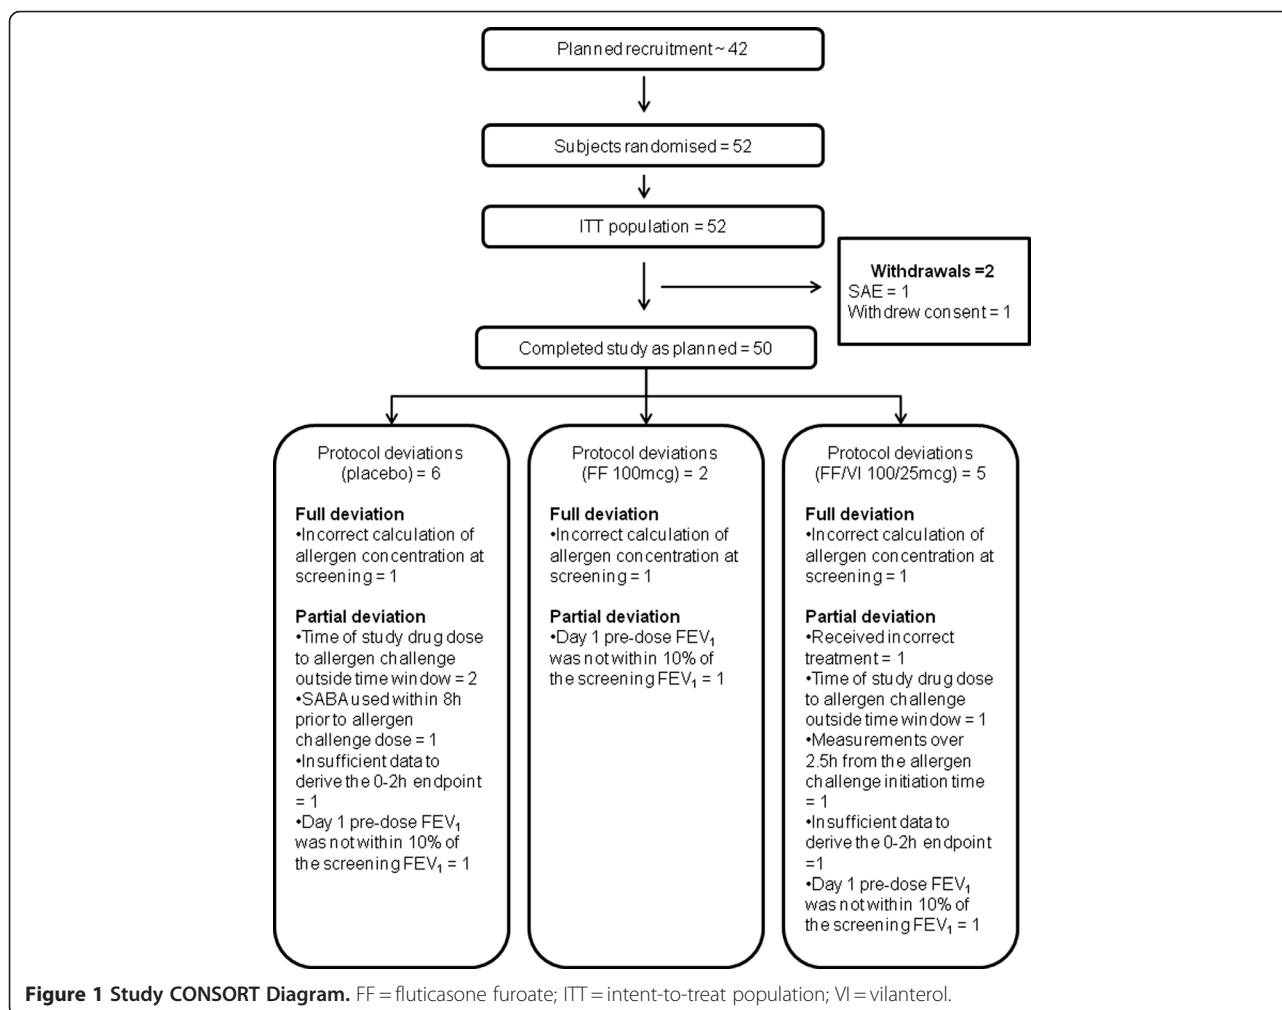 Planned recruitment ~ 42
Subjects randomised = 52
ITT population = 52
Withdrawals =2
SAE = 1
Withdrew consent = 1
Completed study as planned = 50
Protocol deviations
(placebo) = 6
Full deviation
•Incorrect calculation of
allergen concentration at
screening = 1
Partial deviation
•Time of study drug dose
to allergen challenge
outside time window = 2
•SABA used within 8h
prior to allergen
challenge dose = 1
•Insufficient data to
derive the 0-2h endpoint
= 1
•Day 1 pre-dose FEV₁
was not within 10% of
the screening FEV₁ = 1
Protocol deviations
(FF 100mcg) = 2
Full deviation
•Incorrect calculation of
allergen concentration at
screening = 1
Partial deviation
•Day 1 pre-dose FEV₁
was not within 10% of
the screening FEV₁ = 1
Protocol deviations
(FF/VI 100/25mcg) = 5
Full deviation
•Incorrect calculation of
allergen concentration at
screening = 1
Partial deviation
•Received incorrect
treatment = 1
•Time of study drug dose
to allergen challenge
outside time window = 1
•Measurements over
2.5h from the allergen
challenge initiation time
= 1
•Insufficient data to
derive the 0-2h endpoint
=1
•Day 1 pre-dose FEV₁
was not within 10% of
the screening FEV₁ = 1
Figure 1 Study CONSORT Diagram. FF = fluticasone furoate; ITT = intent-to-treat population; VI = vilanterol.